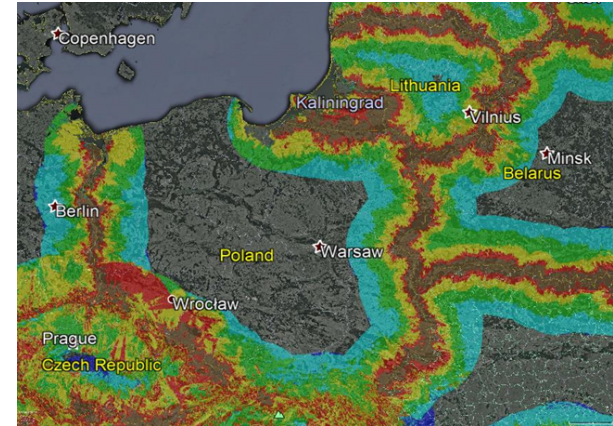 Copenhagen
Lithuania
Kaliningrad
Vilnius
Minsk
Belarus
Berlin
Poland
Warsaw
Wrocław
Prague
Czech Republic